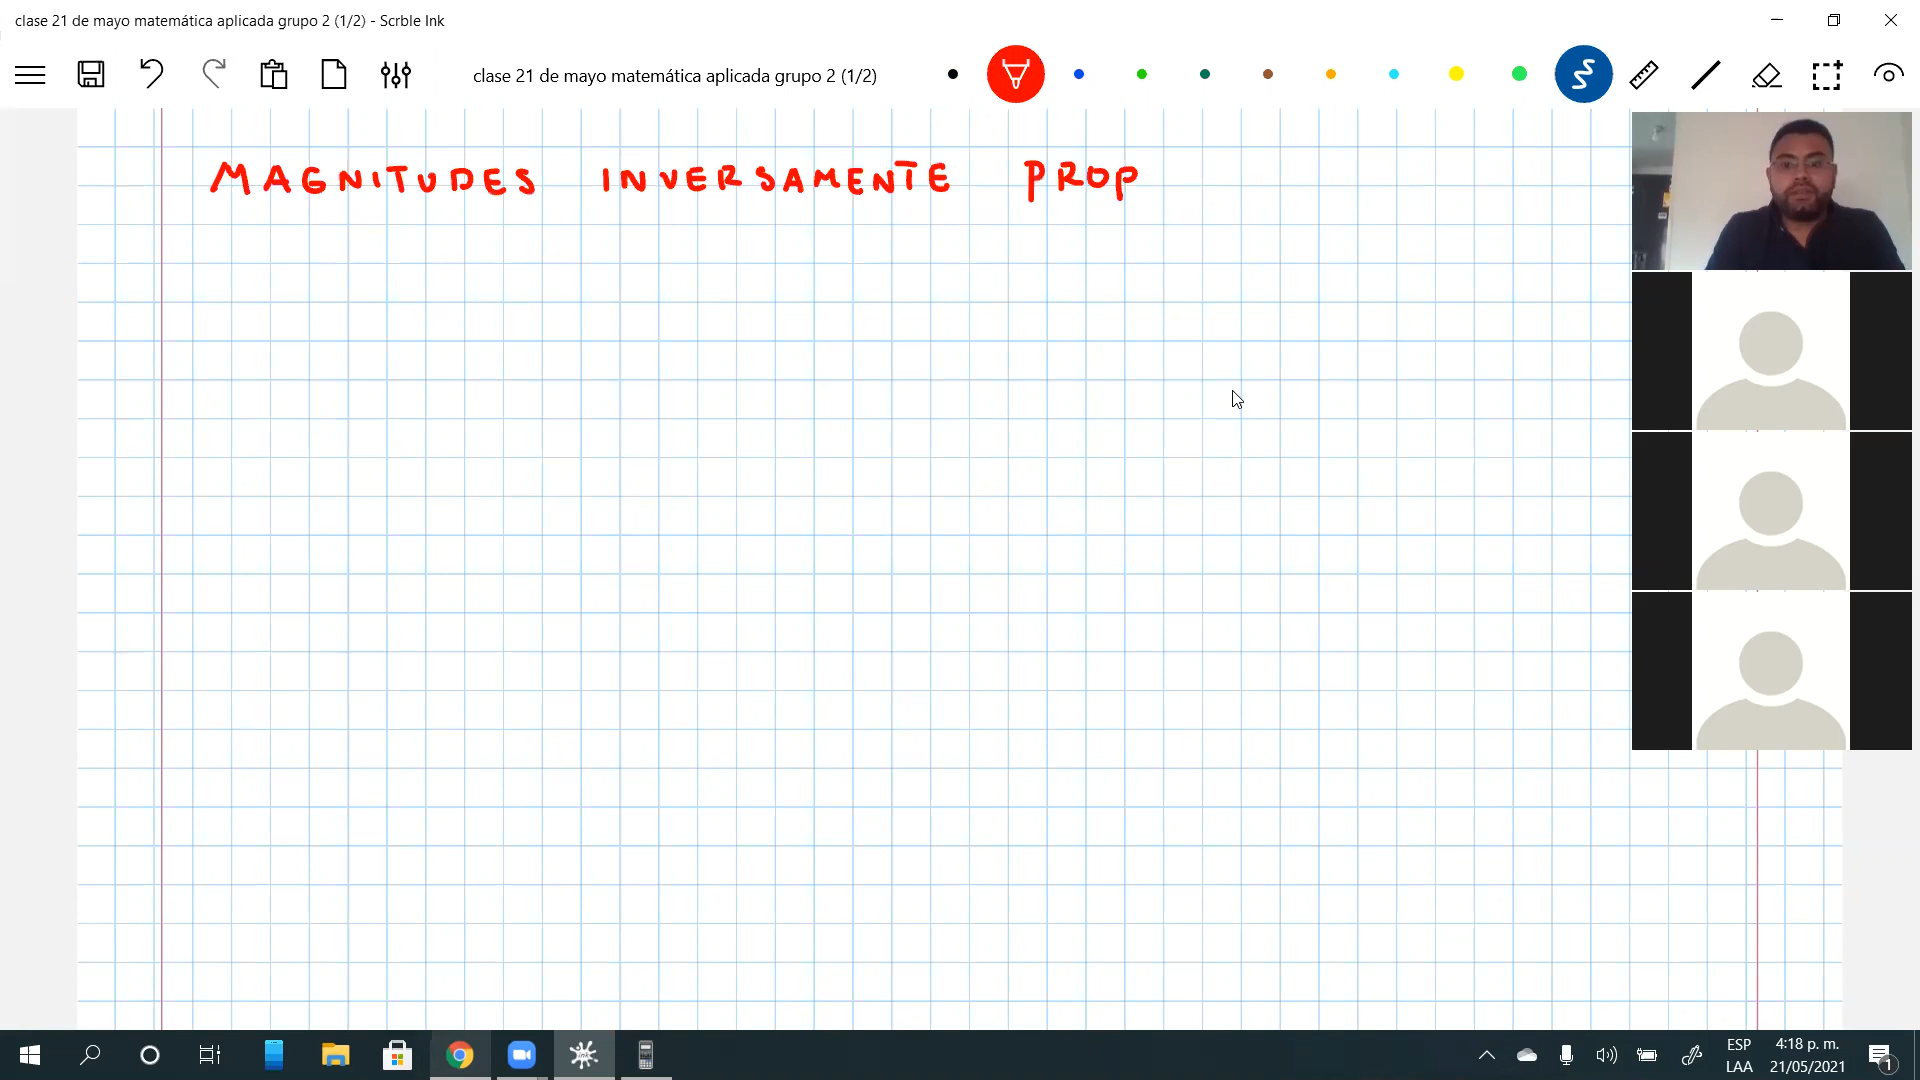 clase 21 de mayo matemática aplicada grupo 2 (1/2) - Scrble Ink
clase 21 de mayo matemática aplicada grupo 2 (1/2)
MAGNITUDES INVERSAMENTE PROP
ESP 4:18 p. m.
LAA 21/05/2021
1